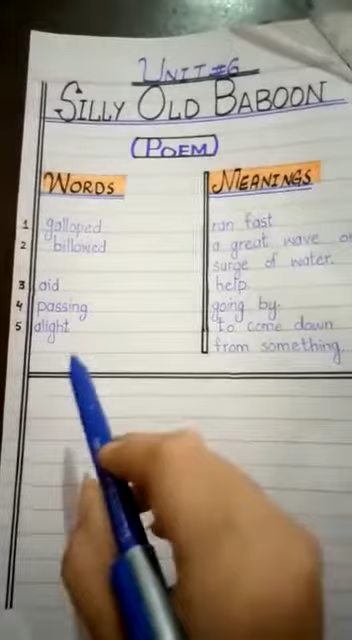 UNIT #6
SILLY OLD BABOON
(POEM)
WORDS MEANINGS
1 galloped ran fast
2 billowed a great wave or
surge of water.
3 aid help.
4 passing going by.
5 alight to come down
from something.